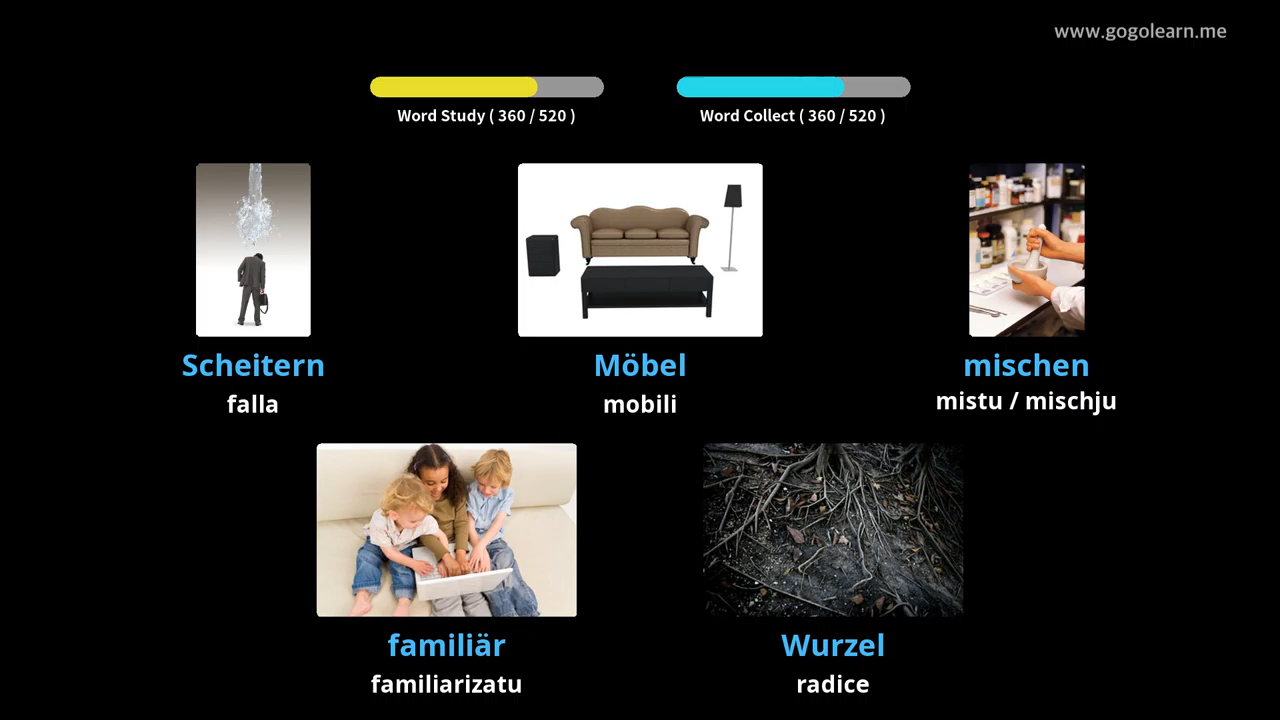 www.gogolearn.me
Word Study ( 360 / 520 )
Word Collect ( 360 / 520 )
Scheitern
falla
Möbel
mobili
mischen
mistu / mischju
familiär
familiarizatu
Wurzel
radice